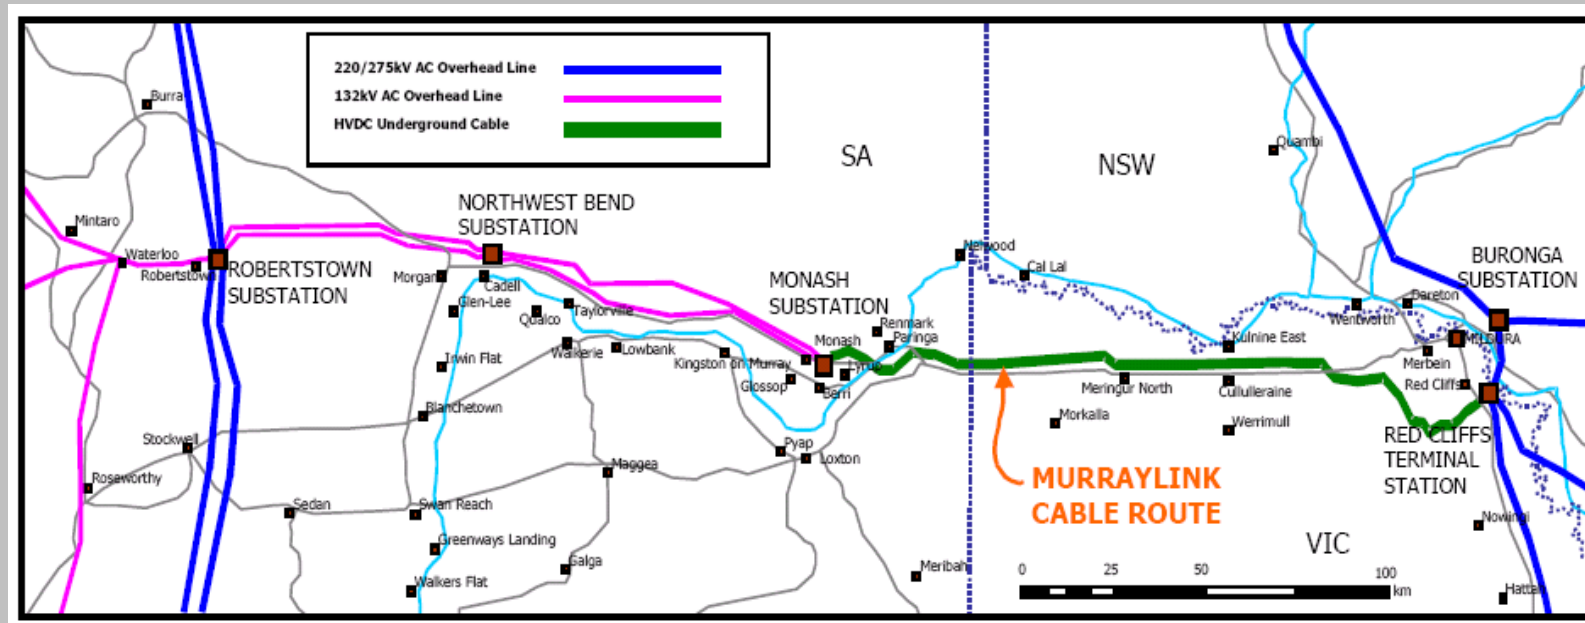 220/275kV AC Overhead Line
132kV AC Overhead Line
HVDC Underground Cable
Burra
SA
NSW
Quambi
Mintaro
NORTHWEST BEND
SUBSTATION
Waterloo
Robertstown
ROBERTSTOWN
SUBSTATION
Morgan
Cadell
Glen-Lee
Qualco
Taylorville
MONASH
SUBSTATION
Nelwood
Cal Lal
BURONGA
SUBSTATION
Dareton
Wentworth
Renmark
Paringa
Monash
Kulnine East
MILDURA
Merbein
Irwin Flat
Walkerie
Lowbank
Kingston on Murray
Lyrup
Glossop
Berri
Meringur North
Cullulleraine
Red Cliffs
Blanchetown
Morkalla
Werrimull
Stockwell
Pyap
Loxton
Maggea
RED CLIFFS
TERMINAL
STATION
Roseworthy
Sedan
Swan Reach
MURRAYLINK
CABLE ROUTE
Nowingi
Greenways Landing
VIC
Galga
Walkers Flat
Meribah
0 25 50 100
km